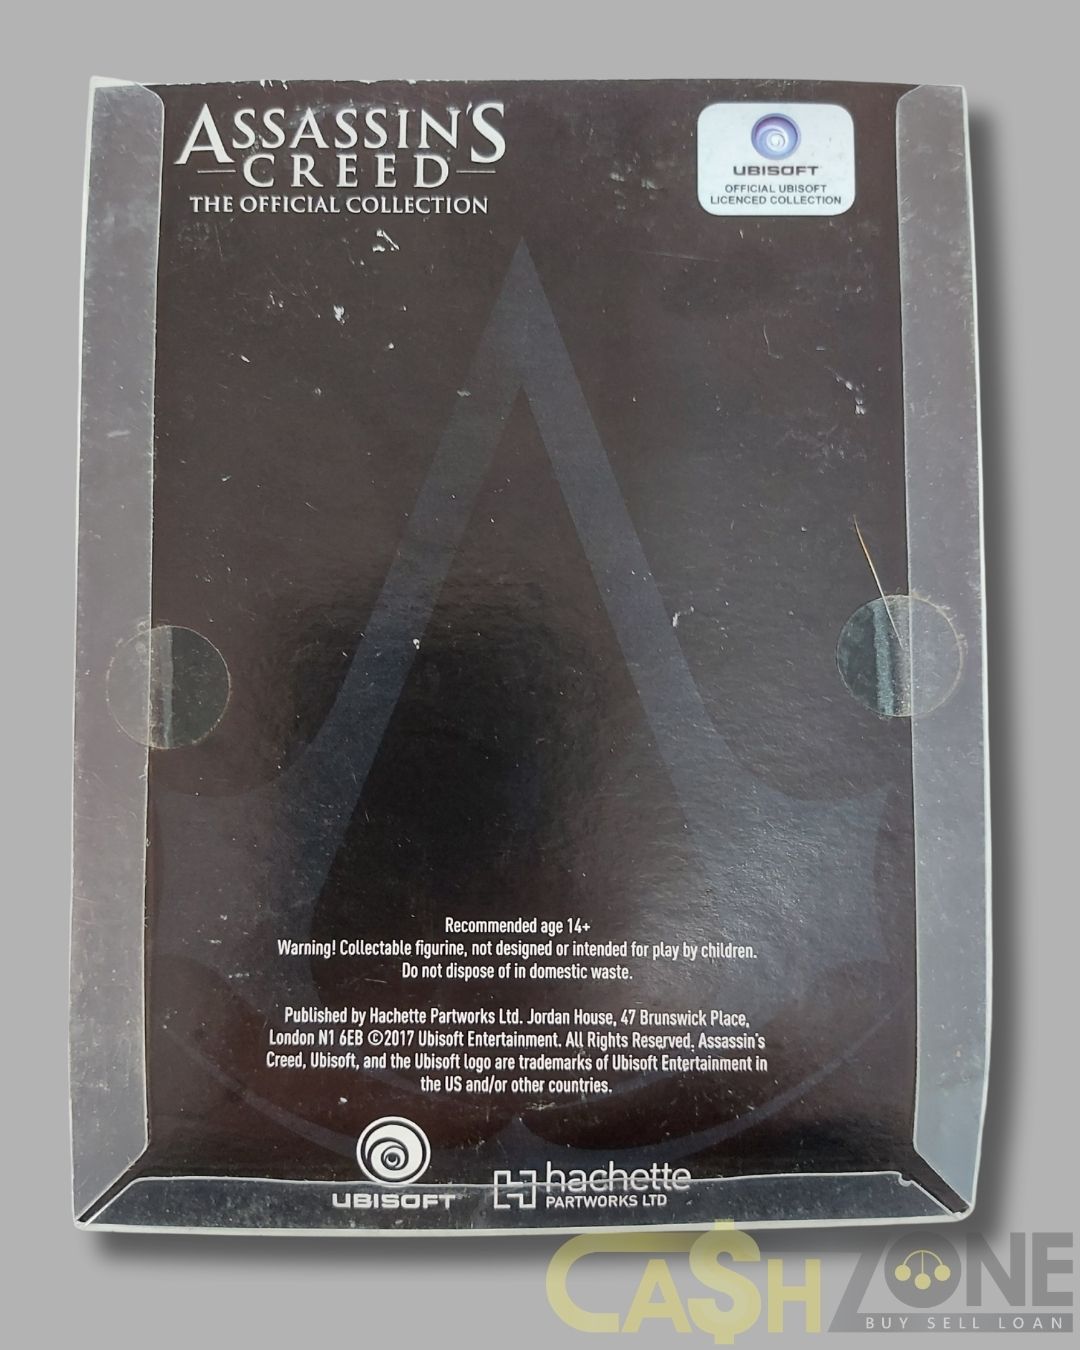 ASSASSIN'S
CREED
THE OFFICIAL COLLECTION
UBISOFT
OFFICIAL UBISOFT
LICENCED COLLECTION
Recommended age 14+
Warning! Collectable figurine, not designed or intended for play by children.
Do not dispose of in domestic waste.
Published by Hachette Partworks Ltd. Jordan House, 47 Brunswick Place,
London N1 6EB ©2017 Ubisoft Entertainment. All Rights Reserved. Assassin's
Creed, Ubisoft, and the Ubisoft logo are trademarks of Ubisoft Entertainment in
the US and/or other countries.
UBISOFT
hachette
PARTWORKS LTD
CA$HZONE
BUY SELL LOAN